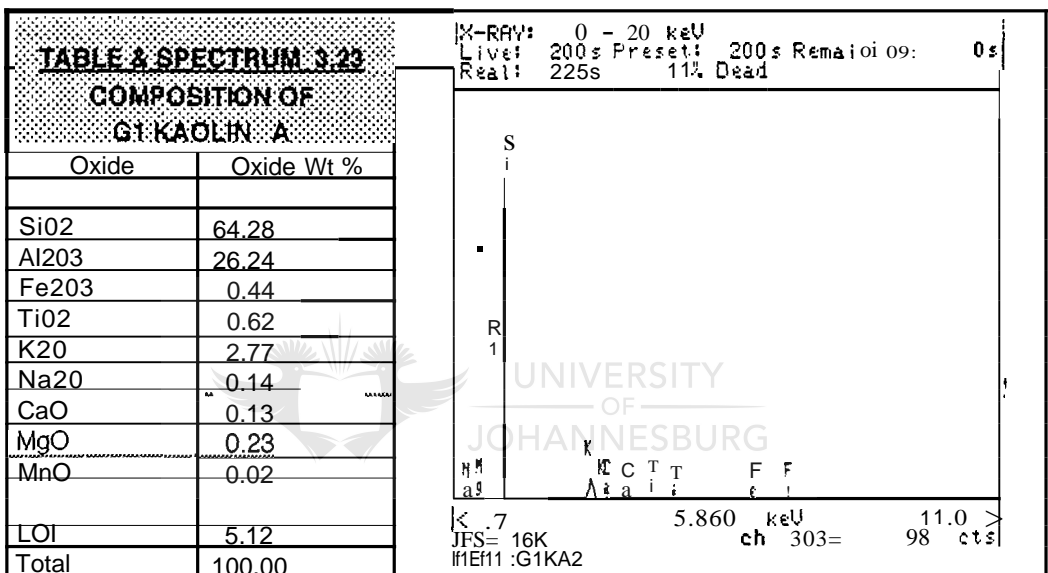 TABLE & SPECTRUM 3.23
COMPOSITION OF
G1 KAOLIN A
Oxide Oxide Wt %
Si02 64.28
Al203 26.24
Fe203 0.44
Ti02 0.62
K20 2.77
Na20 0.14
CaO 0.13
MgO 0.23
MnO 0.02
LOI 5.12
Total 100.00
X-RAY: 0 - 20 keV
Live: 200s Preset: 200s Remaioi 09: 0s
Real: 225s 11% Dead
S
i
R
1
UNIVERSITY
OF
JOHANNESBURG
K
C T T F F
a i i e
< .7 5.860 keV 11.0 >
JFS= 16K ch 303= 98 cts
:G1KA2